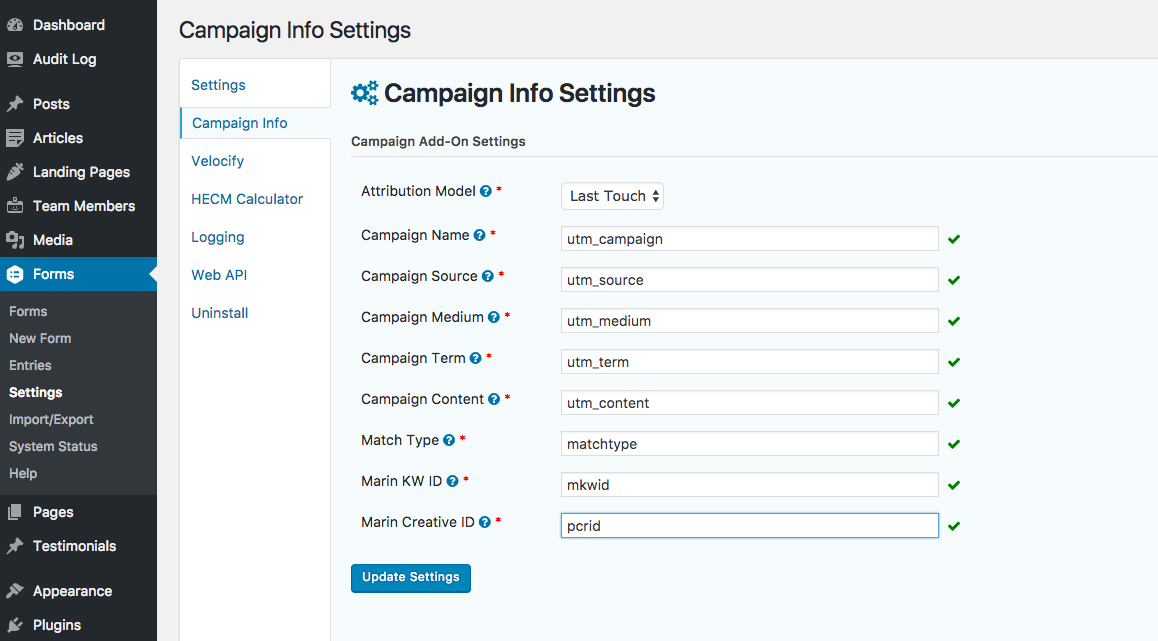 Dashboard
Audit Log
Posts
Articles
Landing Pages
Team Members
Media
Forms
Forms
New Form
Entries
Settings
Import/Export
System Status
Help
Pages
Testimonials
Appearance
Plugins
Campaign Info Settings
Settings
Campaign Info
Velocify
HECM Calculator
Logging
Web API
Uninstall
Campaign Info Settings
Campaign Add-On Settings
Attribution Model ? * Last Touch
Campaign Name ? * utm_campaign
Campaign Source ? * utm_source
Campaign Medium ? * utm_medium
Campaign Term ? * utm_term
Campaign Content ? * utm_content
Match Type ? * matchtype
Marin KW ID ? * mkwid
Marin Creative ID ? * pcrid
Update Settings